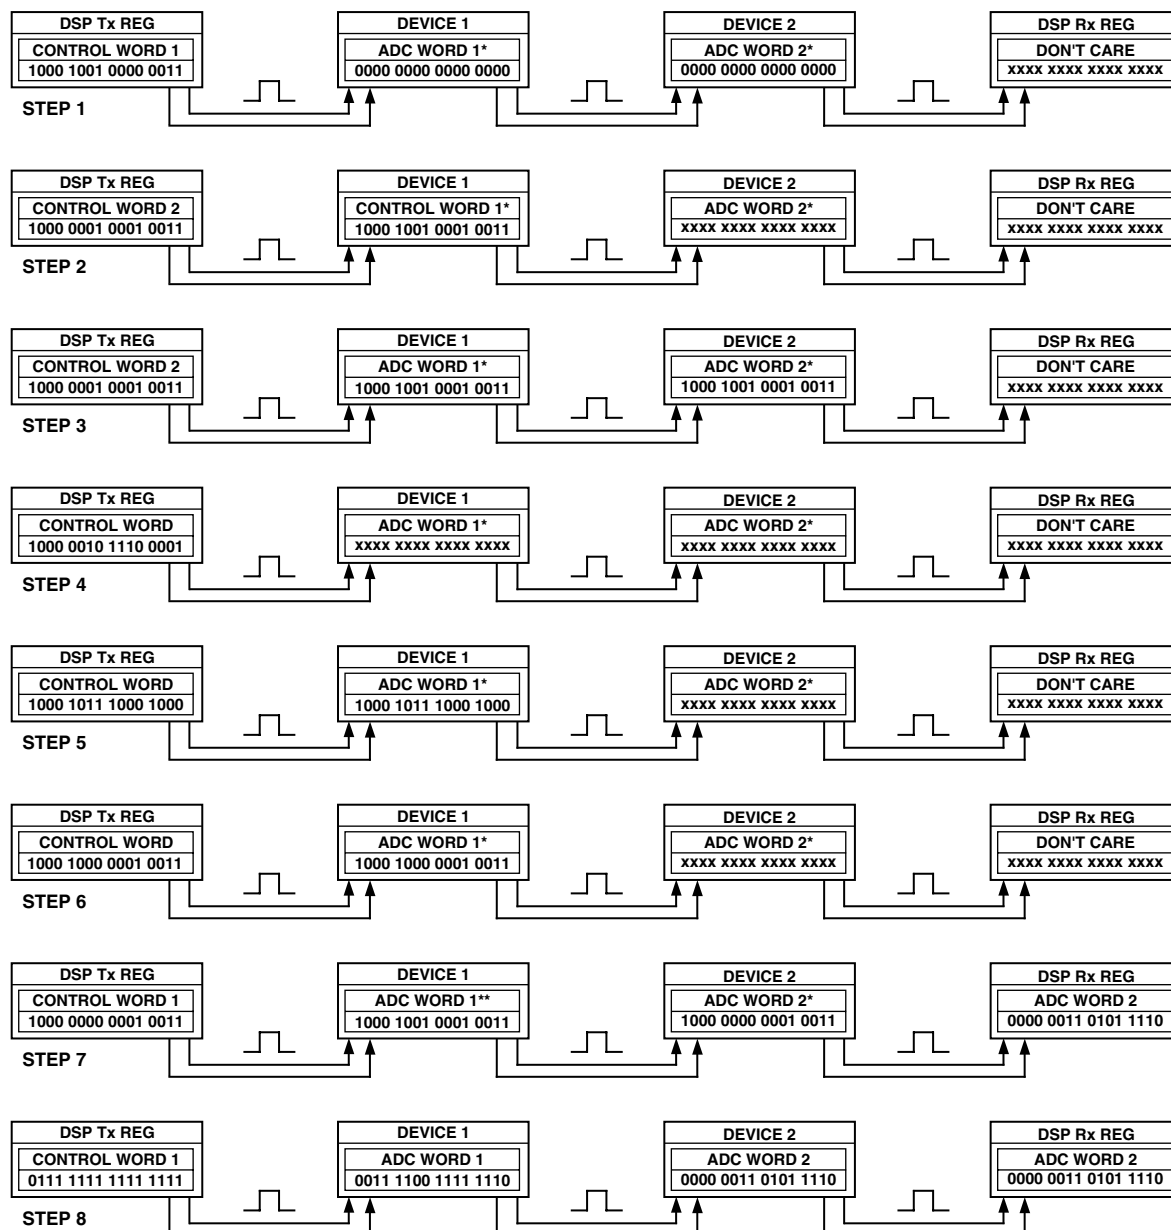 DSP Tx REG
CONTROL WORD 1
1000 1001 0000 0011
DEVICE 1
ADC WORD 1*
0000 0000 0000 0000
DEVICE 2
ADC WORD 2*
0000 0000 0000 0000
DSP Rx REG
DON'T CARE
xxxx xxxx xxxx xxxx
STEP 1
DSP Tx REG
CONTROL WORD 2
1000 0001 0001 0011
DEVICE 1
CONTROL WORD 1*
1000 1001 0001 0011
DEVICE 2
ADC WORD 2*
xxxx xxxx xxxx xxxx
DSP Rx REG
DON'T CARE
xxxx xxxx xxxx xxxx
STEP 2
DSP Tx REG
CONTROL WORD 2
1000 0001 0001 0011
DEVICE 1
ADC WORD 1*
1000 1001 0001 0011
DEVICE 2
ADC WORD 2*
1000 1001 0001 0011
DSP Rx REG
DON'T CARE
xxxx xxxx xxxx xxxx
STEP 3
DSP Tx REG
CONTROL WORD
1000 0010 1110 0001
DEVICE 1
ADC WORD 1*
xxxx xxxx xxxx xxxx
DEVICE 2
ADC WORD 2*
xxxx xxxx xxxx xxxx
DSP Rx REG
DON'T CARE
xxxx xxxx xxxx xxxx
STEP 4
DSP Tx REG
CONTROL WORD
1000 1011 1000 1000
DEVICE 1
ADC WORD 1*
1000 1011 1000 1000
DEVICE 2
ADC WORD 2*
xxxx xxxx xxxx xxxx
DSP Rx REG
DON'T CARE
xxxx xxxx xxxx xxxx
STEP 5
DSP Tx REG
CONTROL WORD
1000 1000 0001 0011
DEVICE 1
ADC WORD 1*
1000 1000 0001 0011
DEVICE 2
ADC WORD 2*
xxxx xxxx xxxx xxxx
DSP Rx REG
DON'T CARE
xxxx xxxx xxxx xxxx
STEP 6
DSP Tx REG
CONTROL WORD 1
1000 0000 0001 0011
DEVICE 1
ADC WORD 1**
1000 1001 0001 0011
DEVICE 2
ADC WORD 2*
1000 0000 0001 0011
DSP Rx REG
ADC WORD 2
0000 0011 0101 1110
STEP 7
DSP Tx REG
CONTROL WORD 1
0111 1111 1111 1111
DEVICE 1
ADC WORD 1
0011 1100 1111 1110
DEVICE 2
ADC WORD 2
0000 0011 0101 1110
DSP Rx REG
ADC WORD 2
0000 0011 0101 1110
STEP 8